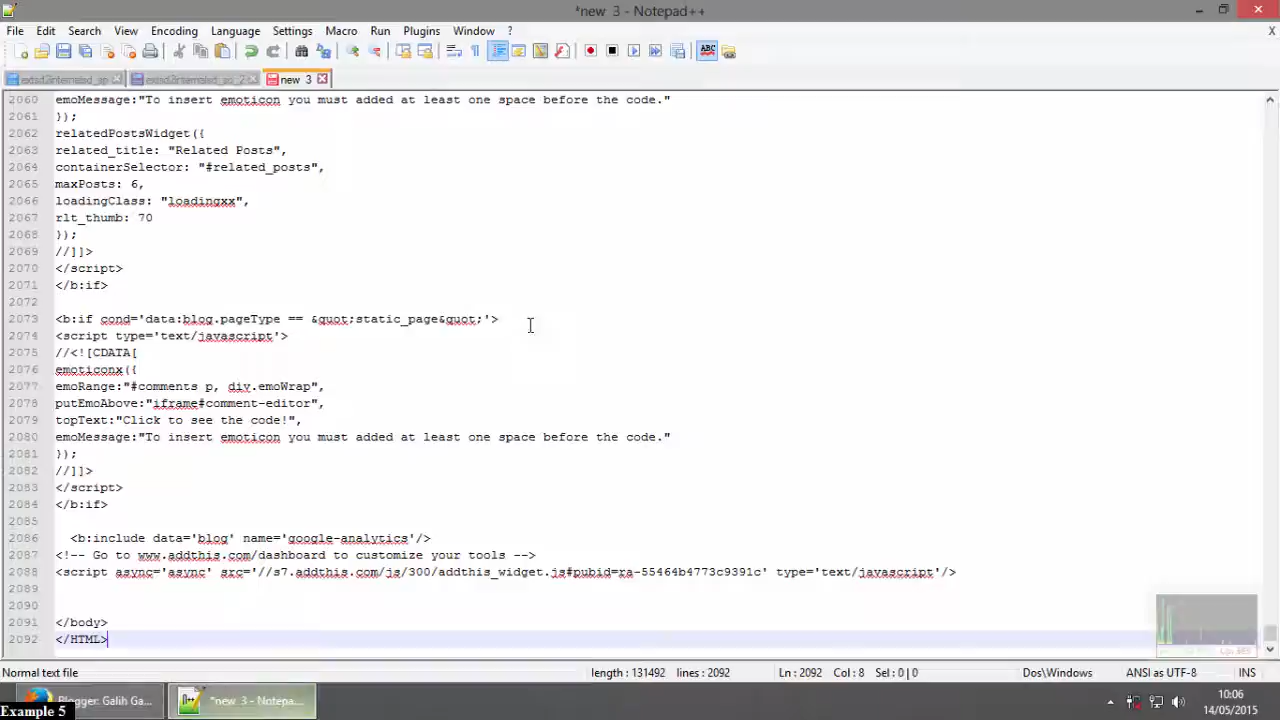 *new 3 - Notepad++
File Edit Search View Encoding Language Settings Macro Run Plugins Window ? X
new 3
2060 emoMessage:"To insert emoticon you must added at least one space before the code."
2061 });
2062 relatedPostsWidget({
2063 related_title: "Related Posts",
2064 containerSelector: "#related_posts",
2065 maxPosts: 6,
2066 loadingClass: "loadingxx",
2067 rlt_thumb: 70
2068 });
2069 //]]>
2070 </script>
2071 </b:if>
2072
2073 <b:if cond='data:blog.pageType == &quot;static_page&quot;'>
2074 <script type='text/javascript'>
2075 //<![CDATA[
2076 emoticonx({
2077 emoRange:"#comments p, div.emoWrap",
2078 putEmoAbove:"iframe#comment-editor",
2079 topText:"Click to see the code!",
2080 emoMessage:"To insert emoticon you must added at least one space before the code."
2081 });
2082 //]]>
2083 </script>
2084 </b:if>
2085
2086 <b:include data='blog' name='google-analytics'/>
2087 <!-- Go to www.addthis.com/dashboard to customize your tools -->
2088 <script async='async' src='//s7.addthis.com/js/300/addthis_widget.js#pubid=ra-55464b4773c9391c' type='text/javascript'/>
2089
2090
2091 </body>
2092 </HTML>
Normal text file length : 131492 lines : 2092 Ln : 2092 Col : 8 Sel : 0 | 0 Dos\Windows ANSI as UTF-8 INS
Blogger: Galih Ga... *new 3 - Notepa... 10:06
14/05/2015
Example 5